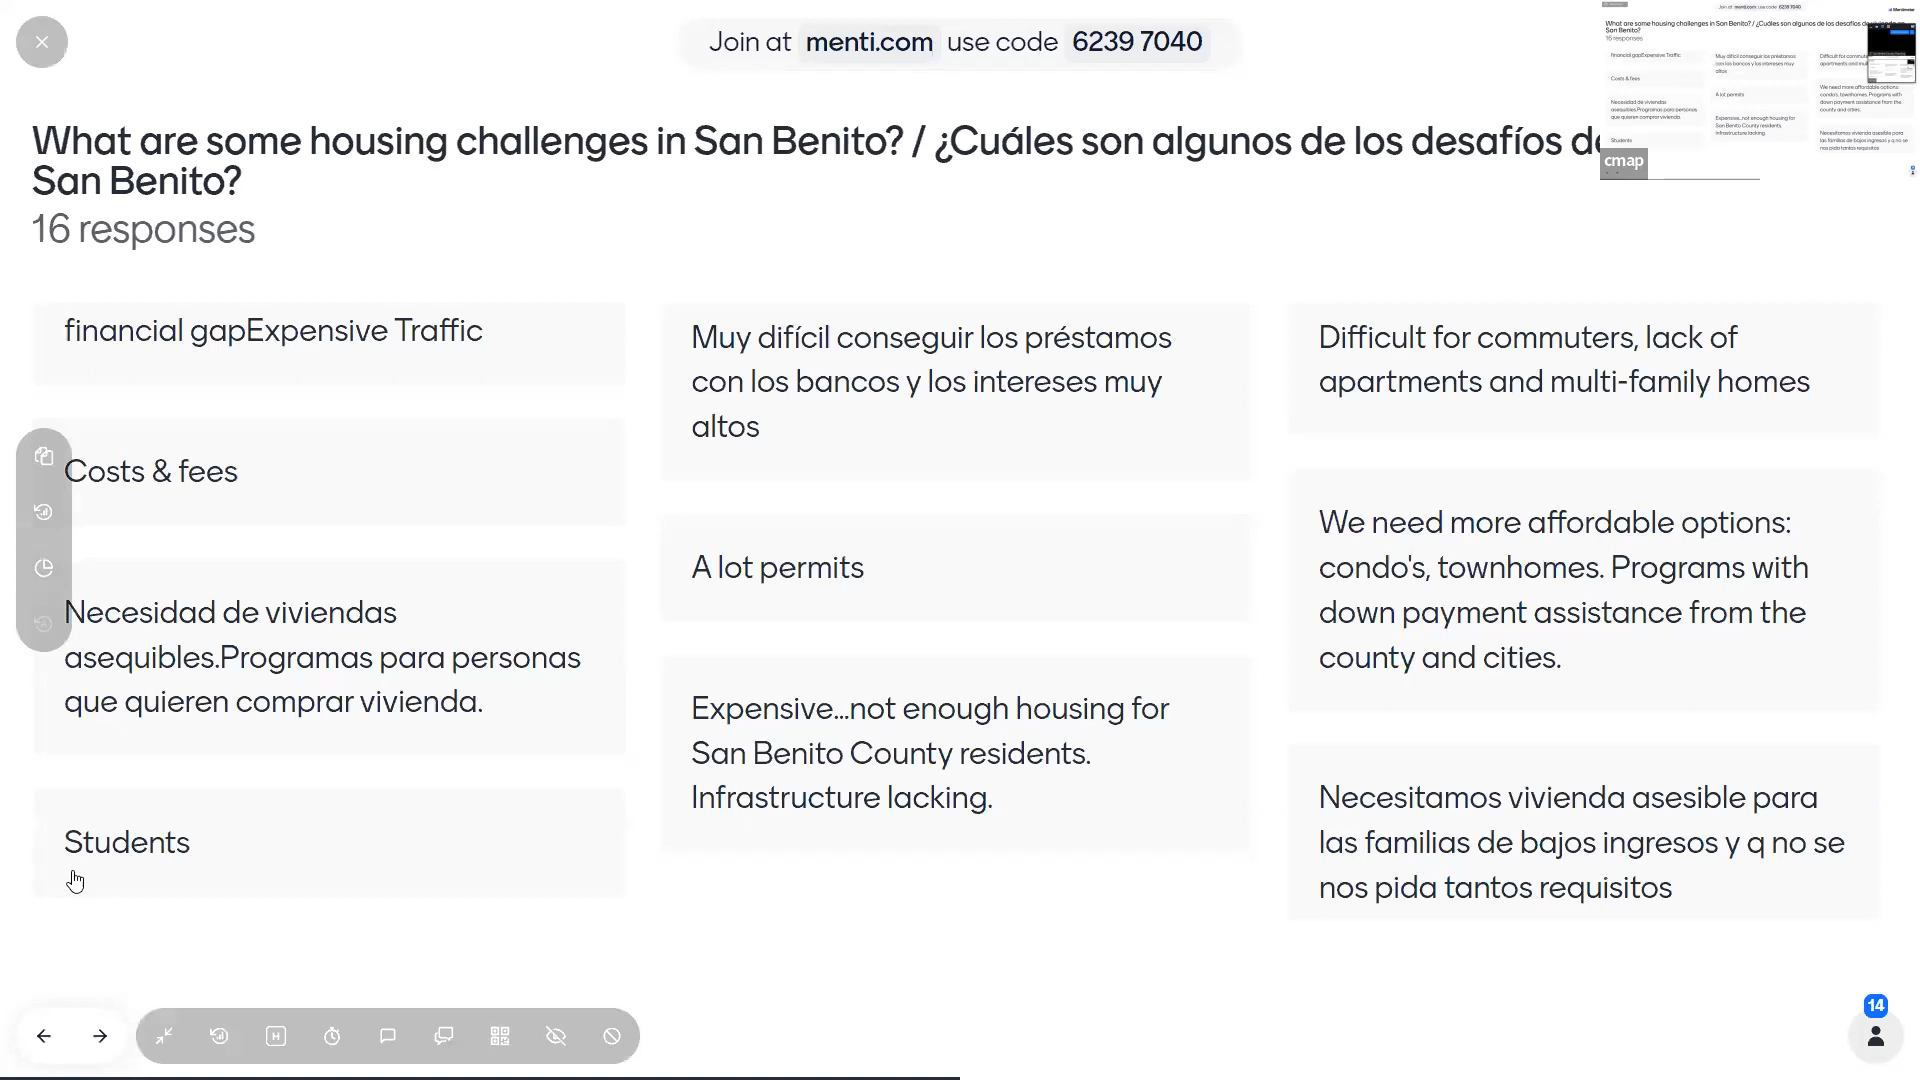 Join at menti.com use code 6239 7040
What are some housing challenges in San Benito? / ¿Cuáles son algunos de los desafíos
San Benito?
16 responses
financial gapExpensive Traffic
Costs & fees
Necesidad de viviendas
asequibles.Programas para personas
que quieren comprar vivienda.
Students
Muy difícil conseguir los préstamos
con los bancos y los intereses muy
altos
A lot permits
Expensive...not enough housing for
San Benito County residents.
Infrastructure lacking.
Difficult for commuters, lack of
apartments and multi-family homes
We need more affordable options:
condo's, townhomes. Programs with
down payment assistance from the
county and cities.
Necesitamos vivienda asesible para
las familias de bajos ingresos y q no se
nos pida tantos requisitos
cmap
14